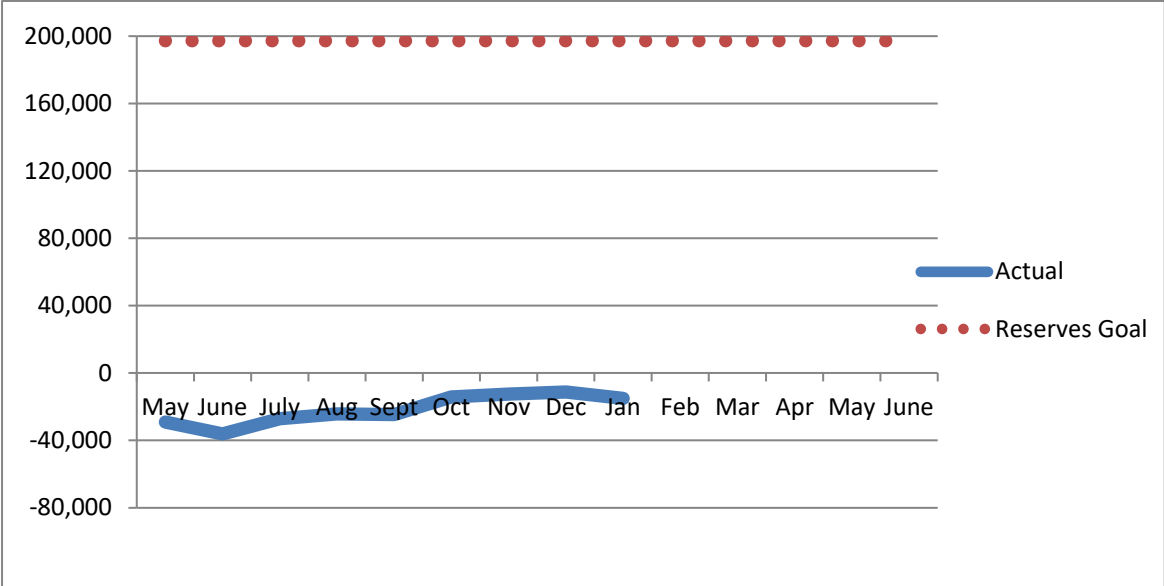 200,000
160,000
120,000
80,000
40,000
0
-40,000
-80,000
May June July Aug Sept Oct Nov Dec Jan Feb Mar Apr May June
Actual
Reserves Goal